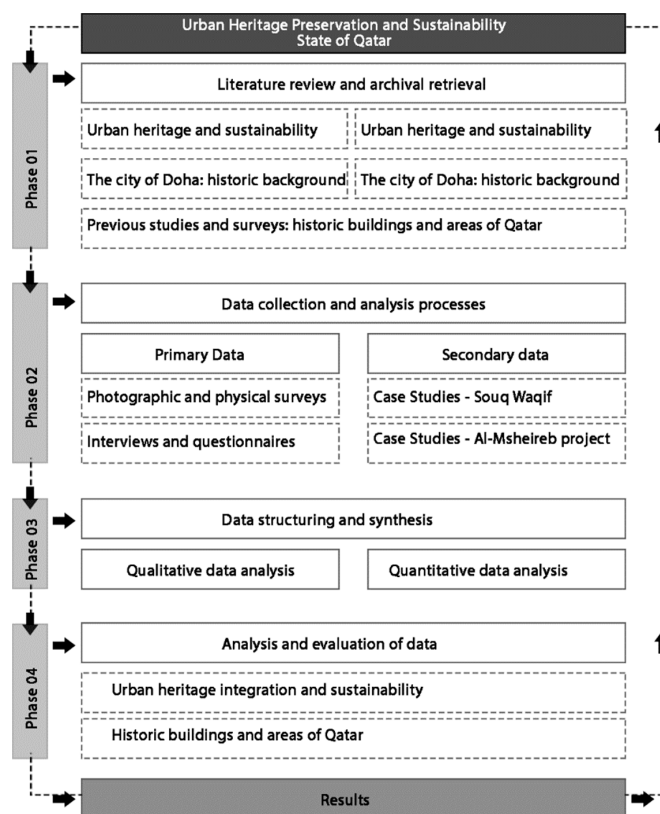 Urban Heritage Preservation and Sustainability
State of Qatar
Phase 01
Literature review and archival retrieval
Urban heritage and sustainability
Urban heritage and sustainability
The city of Doha: historic background
The city of Doha: historic background
Previous studies and surveys: historic buildings and areas of Qatar
Phase 02
Data collection and analysis processes
Primary Data
Secondary data
Photographic and physical surveys
Case Studies - Souq Waqif
Interviews and questionnaires
Case Studies - Al-Msheireb project
Phase 03
Data structuring and synthesis
Qualitative data analysis
Quantitative data analysis
Phase 04
Analysis and evaluation of data
Urban heritage integration and sustainability
Historic buildings and areas of Qatar
Results